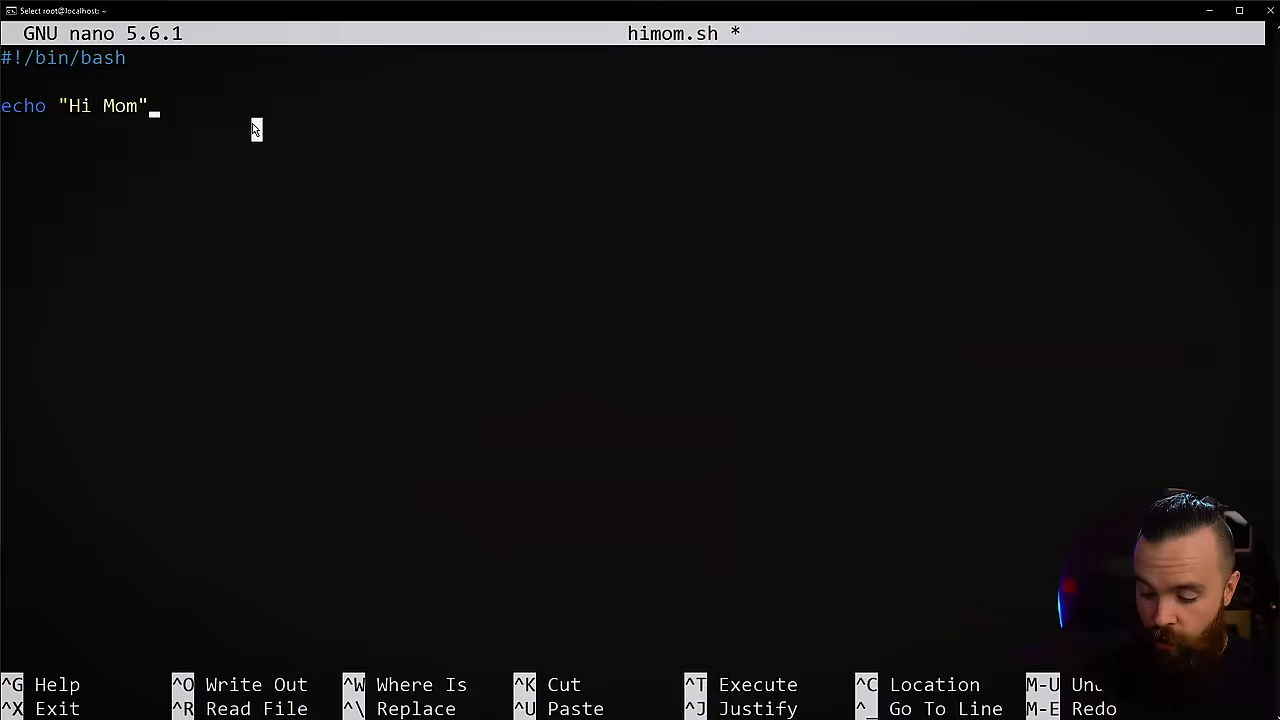 Select root@localhost: ~
GNU nano 5.6.1 himom.sh *
#!/bin/bash
echo "Hi Mom"
^G Help ^O Write Out ^W Where Is ^K Cut ^T Execute ^C Location M-U
^X Exit ^R Read File ^\ Replace ^U Paste ^J Justify ^_ Go To Line M-E Redo